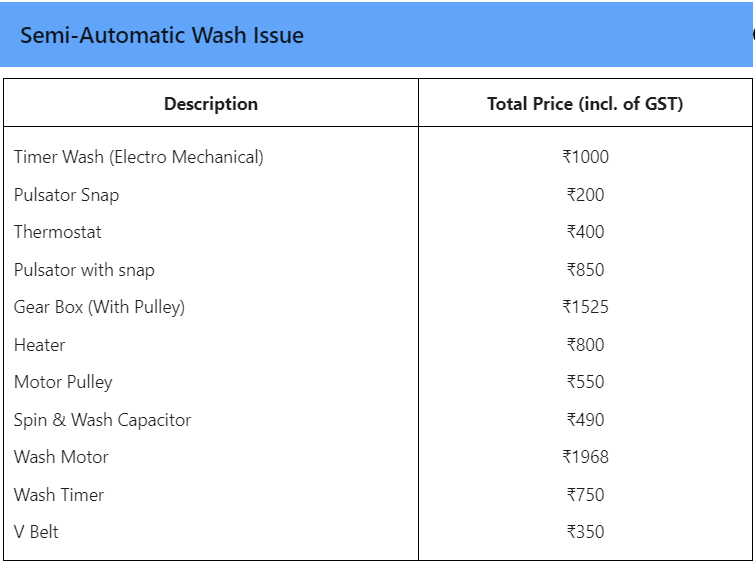 Semi-Automatic Wash Issue
Description Total Price (incl. of GST)
Timer Wash (Electro Mechanical) ₹1000
Pulsator Snap ₹200
Thermostat ₹400
Pulsator with snap ₹850
Gear Box (With Pulley) ₹1525
Heater ₹800
Motor Pulley ₹550
Spin & Wash Capacitor ₹490
Wash Motor ₹1968
Wash Timer ₹750
V Belt ₹350